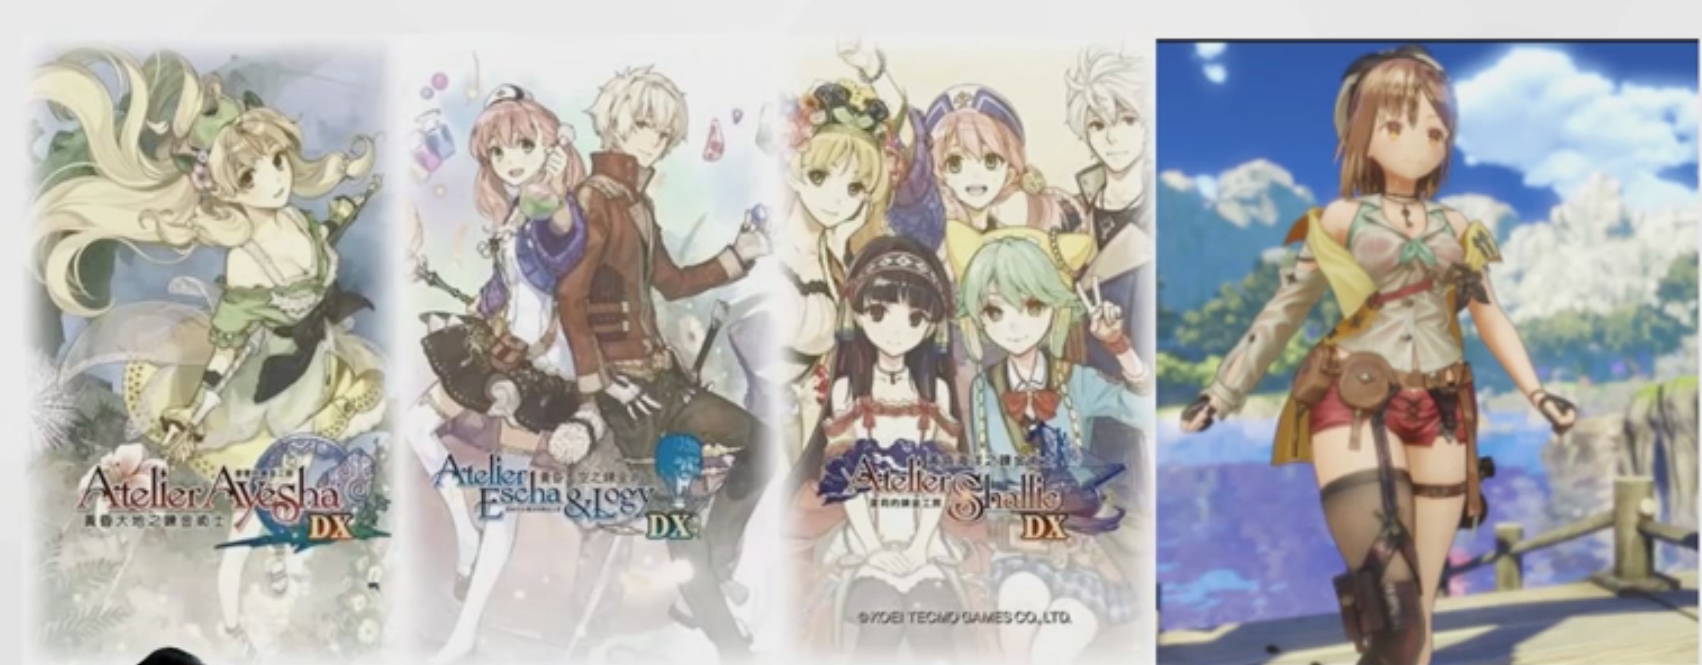 Atelier Ayesha
黃昏大地之鍊金術士
DX
Atelier
Escha & Logy
DX
Atelier
Shallie
DX
©KOEI TECMO GAMES CO., LTD.